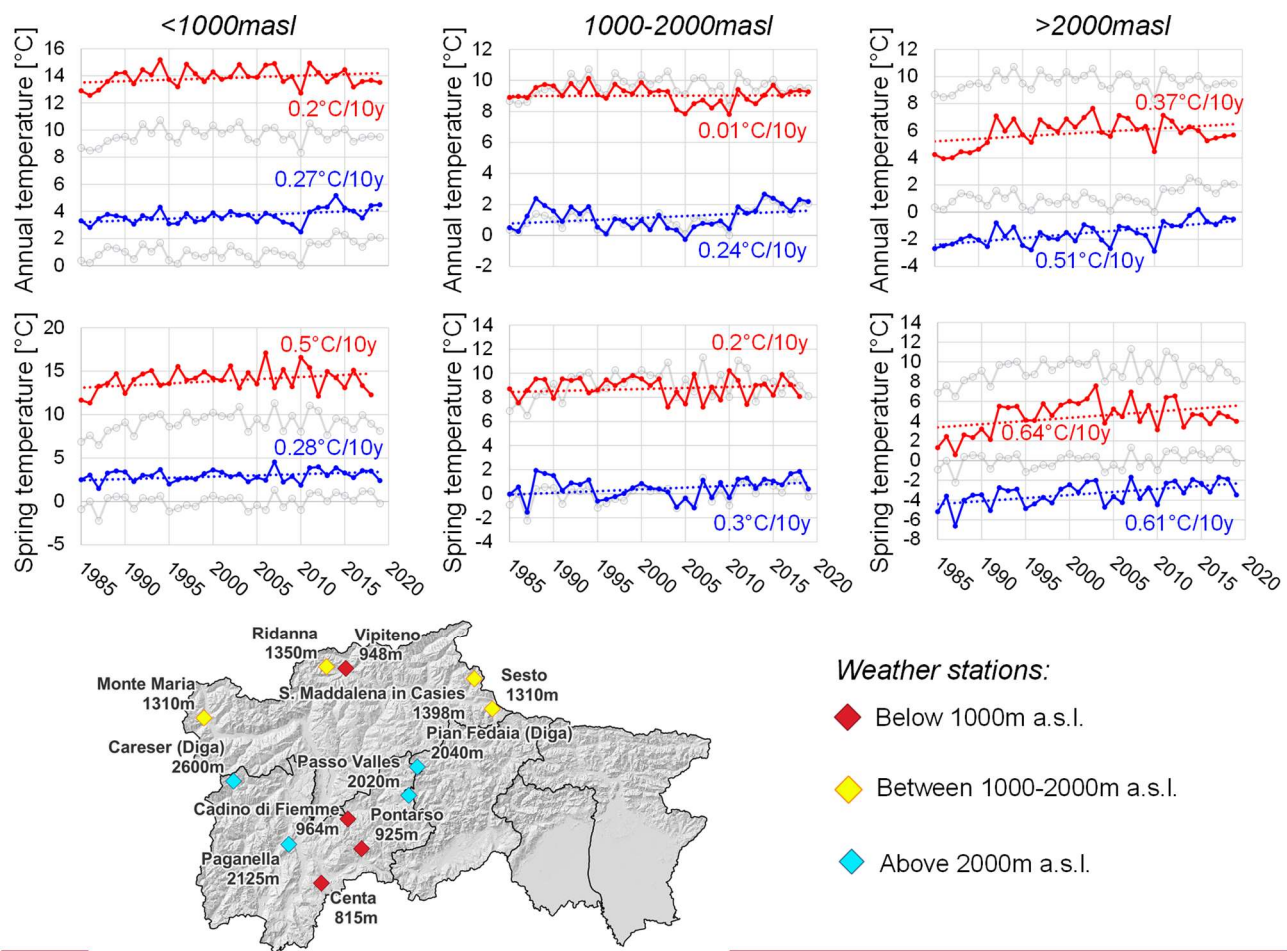 <1000masl
1000-2000masl
>2000masl
Annual temperature [°C]
16
14
12
10
8
6
4
2
0
0.2°C/10y
0.27°C/10y
Annual temperature [°C]
12
10
8
6
4
2
0
-2
0.01°C/10y
0.24°C/10y
Annual temperature [°C]
12
10
8
6
4
2
0
-2
-4
0.37°C/10y
0.51°C/10y
Spring temperature [°C]
20
15
10
5
0
-5
0.5°C/10y
0.28°C/10y
1985
1990
1995
2000
2005
2010
2015
2020
Spring temperature [°C]
14
12
10
8
6
4
2
0
-2
-4
0.2°C/10y
0.3°C/10y
1985
1990
1995
2000
2005
2010
2015
2020
Spring temperature [°C]
14
12
10
8
6
4
2
0
-2
-4
-6
-8
0.64°C/10y
0.61°C/10y
1985
1990
1995
2000
2005
2010
2015
2020
Ridanna
1350m
Vipiteno
948m
Monte Maria
1310m
S. Maddalena in Casies
1398m
Sesto
1310m
Careser (Diga)
2600m
Pian Fedaia (Diga)
2040m
Passo Valles
2020m
Cadino di Fiemme
964m
Pontarso
925m
Paganella
2125m
Centa
815m
Weather stations:
Below 1000m a.s.l.
Between 1000-2000m a.s.l.
Above 2000m a.s.l.